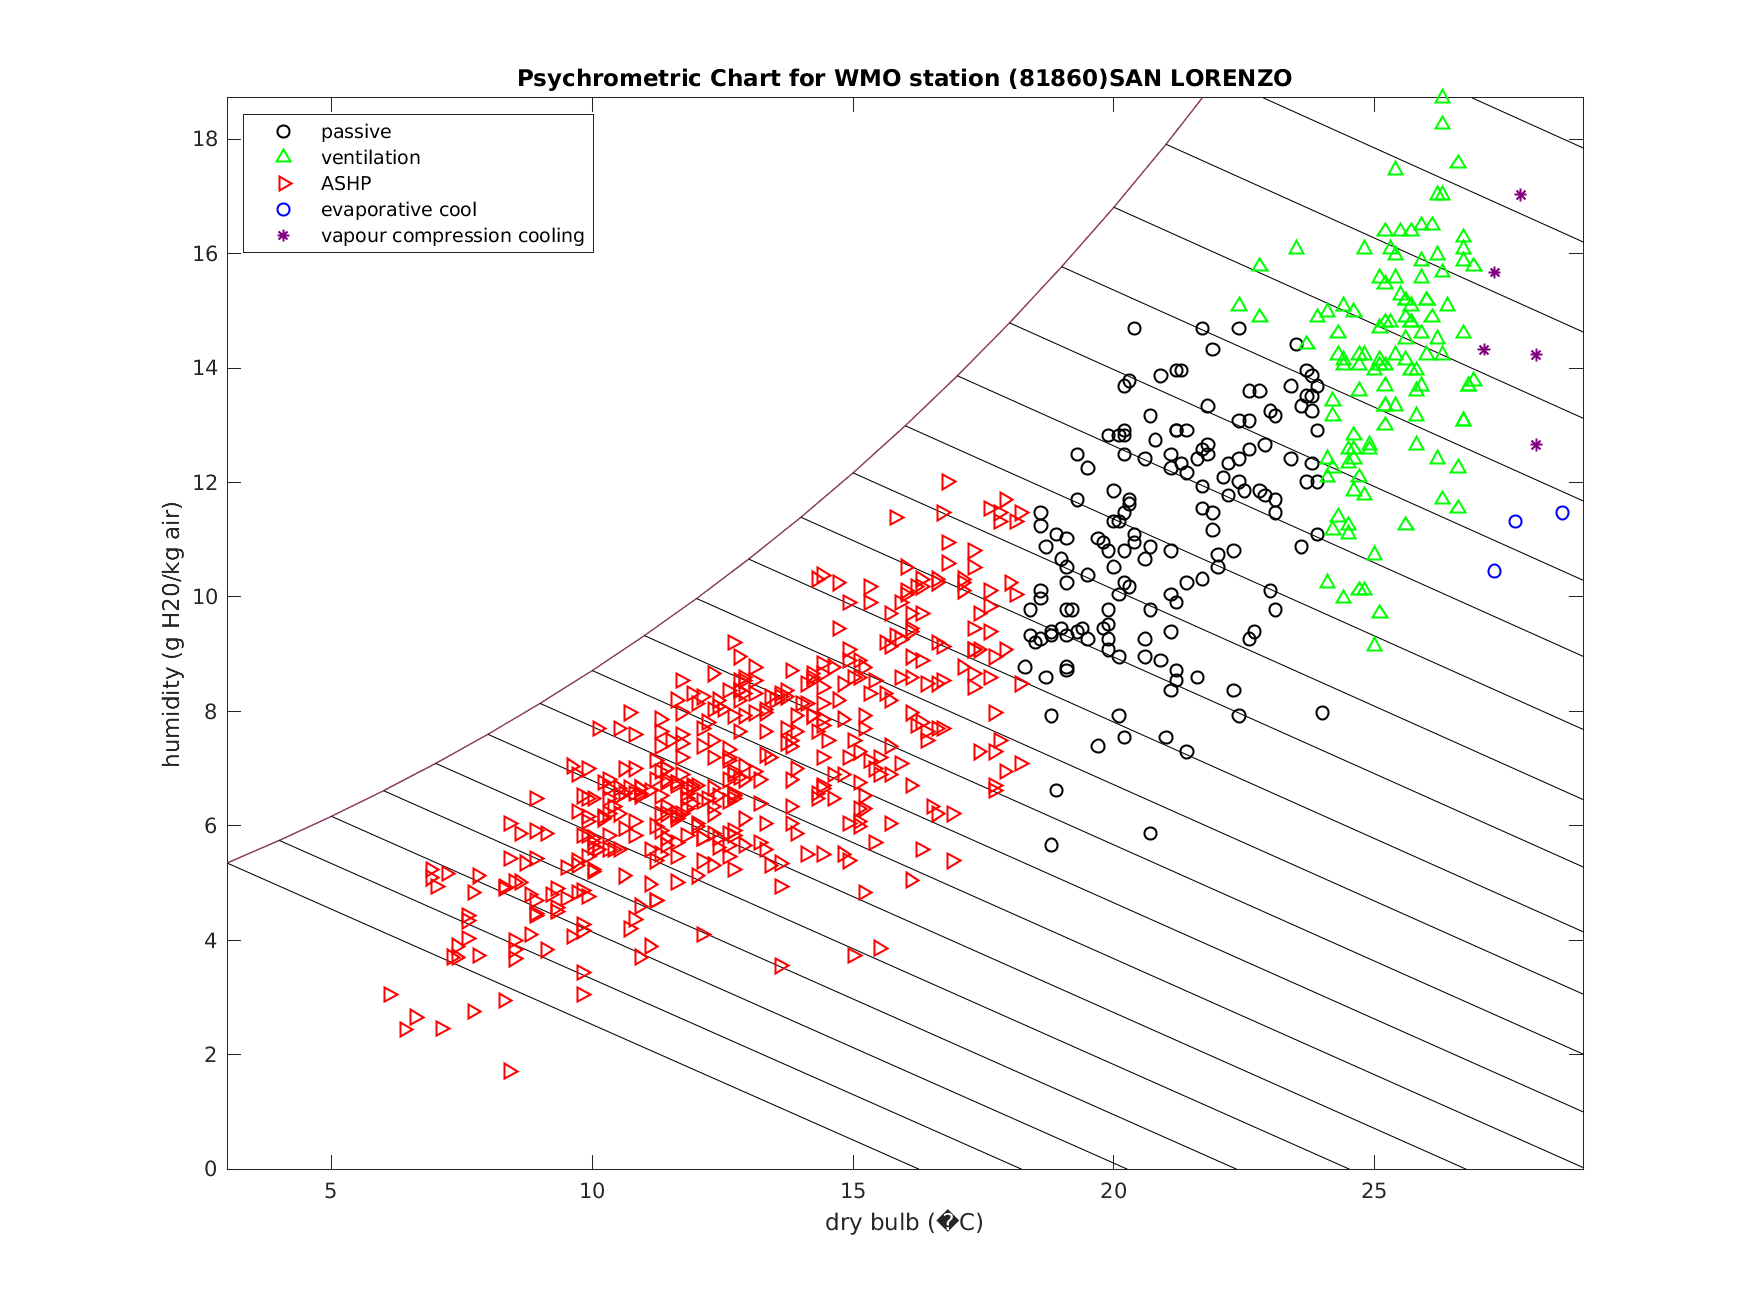 Psychrometric Chart for WMO station (81860)SAN LORENZO
passive
ventilation
ASHP
evaporative cool
vapour compression cooling
humidity (g H20/kg air)
18
16
14
12
10
8
6
4
2
0
5 10 15 20 25
dry bulb (�C)